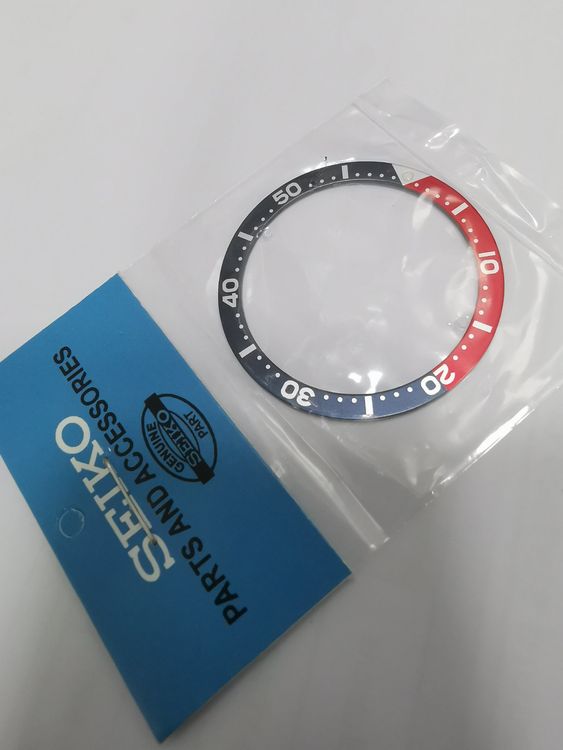 50
10
40
20
30
GENUINE
SEIKO
PART
SEIKO
PARTS AND ACCESSORIES